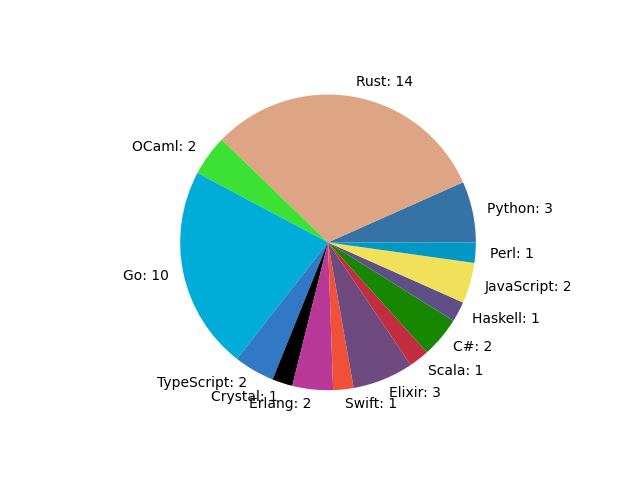 Rust: 14
OCaml: 2
Python: 3
Perl: 1
Go: 10
JavaScript: 2
Haskell: 1
C#: 2
Scala: 1
TypeScript: 2
Elixir: 3
Crystal: 1
Erlang: 2
Swift: 1